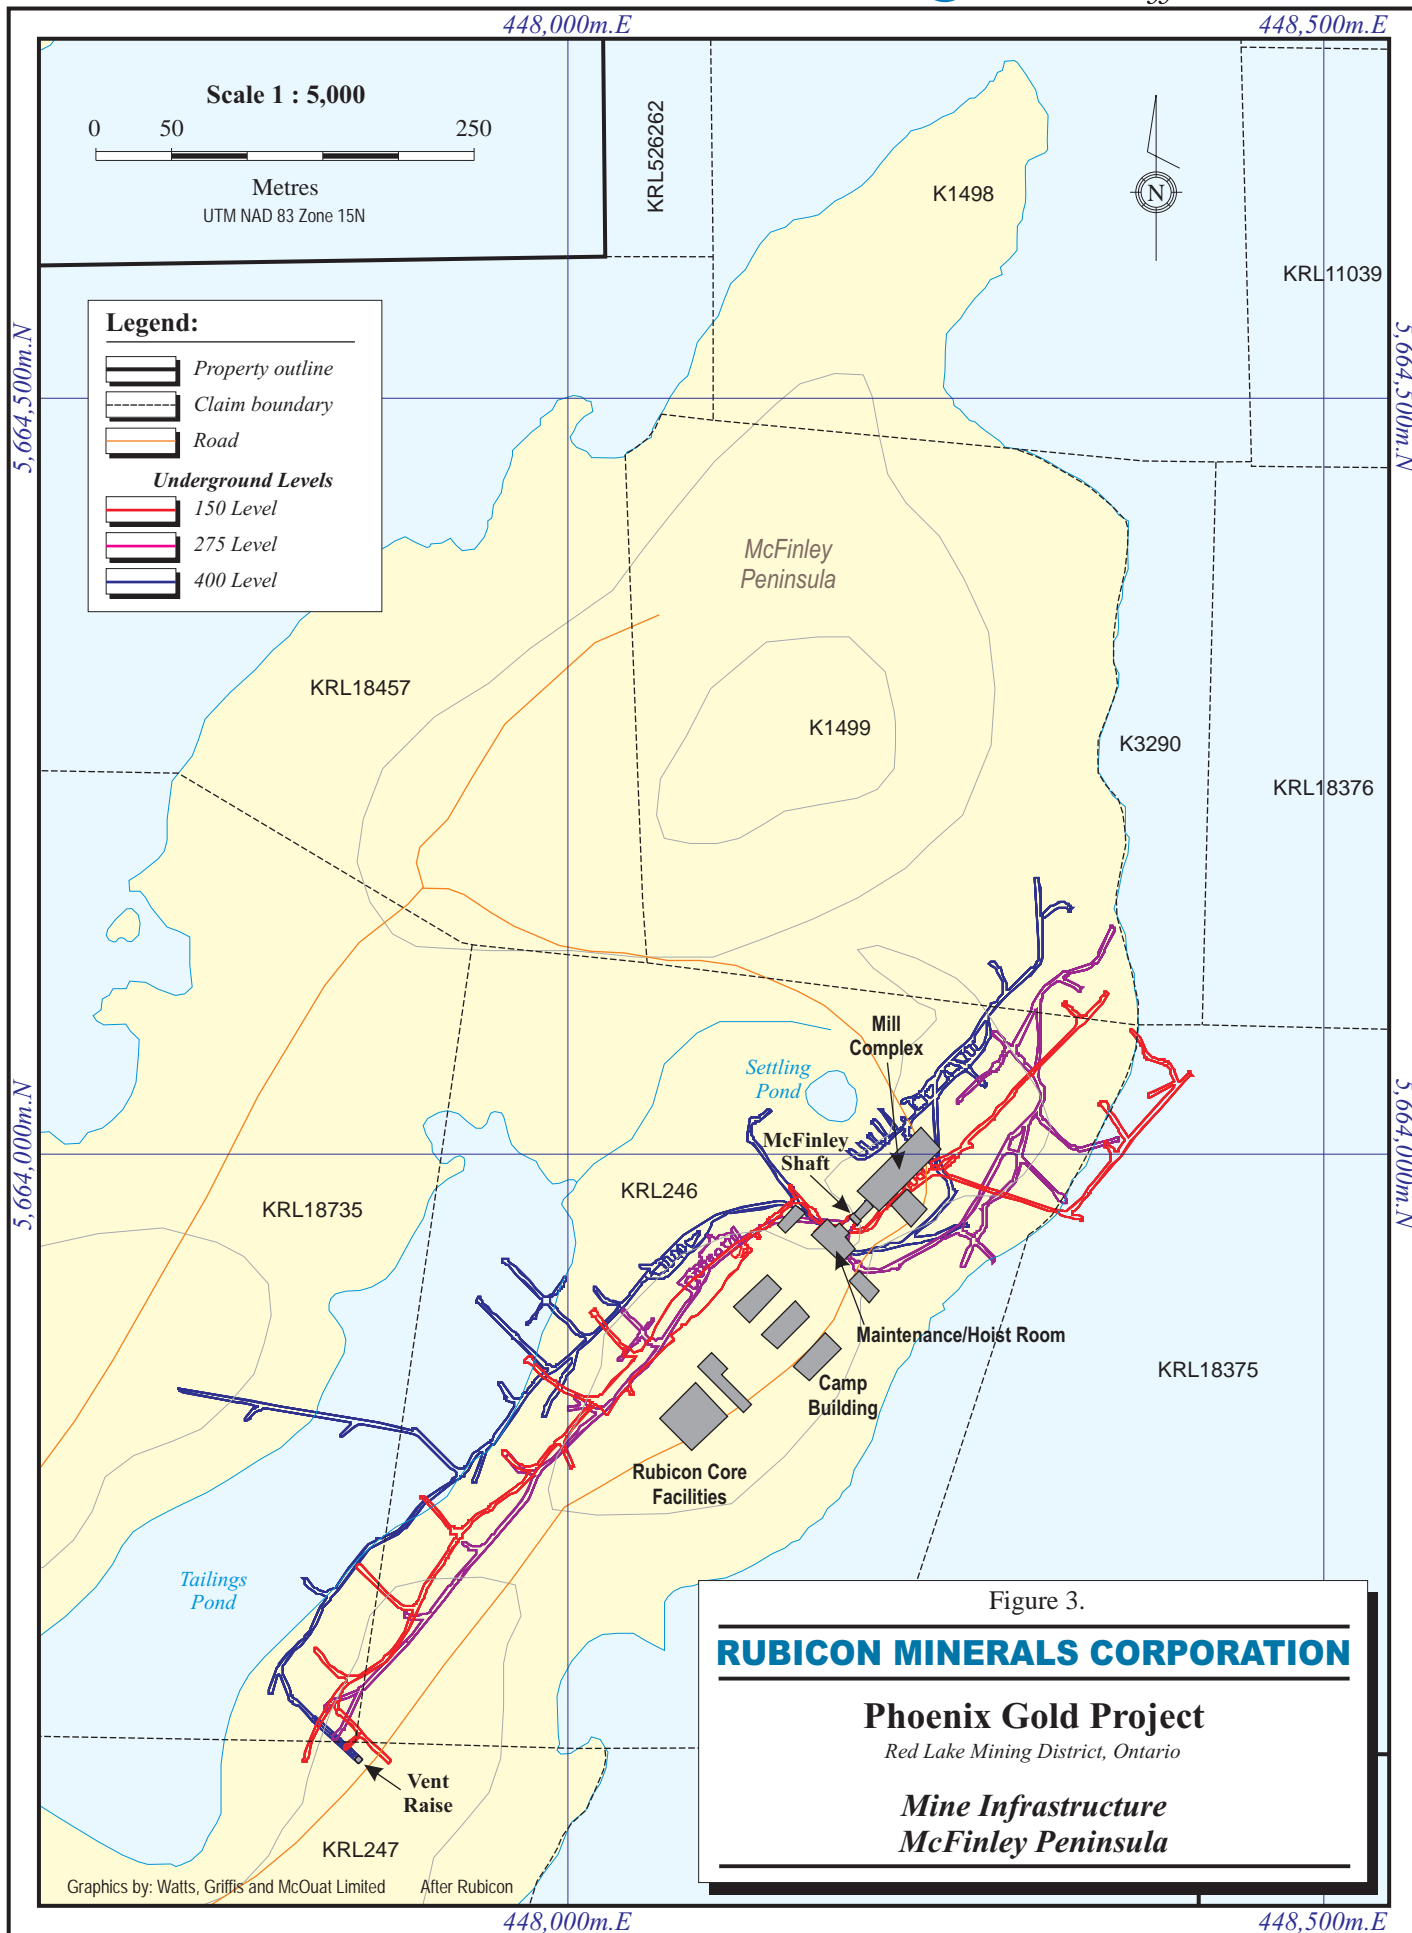 448,000m.E
448,500m.E
Scale 1 : 5,000
0 50 250
Metres
UTM NAD 83 Zone 15N
KRL526262
K1498
N
KRL11039
5,664,500m.N
5,664,500m.N
Legend:
Property outline
Claim boundary
Road
Underground Levels
150 Level
275 Level
400 Level
McFinley
Peninsula
KRL18457
K1499
K3290
KRL18376
Mill
Complex
Settling
Pond
McFinley
Shaft
5,664,000m.N
5,664,000m.N
KRL246
KRL18735
Maintenance/Hoist Room
KRL18375
Camp
Building
Rubicon Core
Facilities
Tailings
Pond
Vent
Raise
KRL247
Figure 3.
RUBICON MINERALS CORPORATION
Phoenix Gold Project
Red Lake Mining District, Ontario
Mine Infrastructure
McFinley Peninsula
Graphics by: Watts, Griffis and McOuat Limited After Rubicon
448,000m.E
448,500m.E